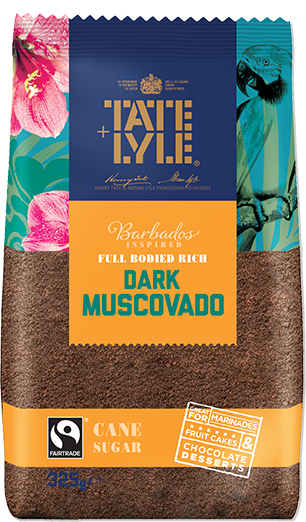 TATE
+
LYLE®
HENRY TATE & ABRAM LYLE PIONEERING FOUNDERS
Barbados
INSPIRED
FULL BODIED RICH
DARK
MUSCOVADO
FAIRTRADE
CANE
SUGAR
GREAT FOR MARINADES
FRUIT CAKES &
CHOCOLATE
DESSERTS
325g e